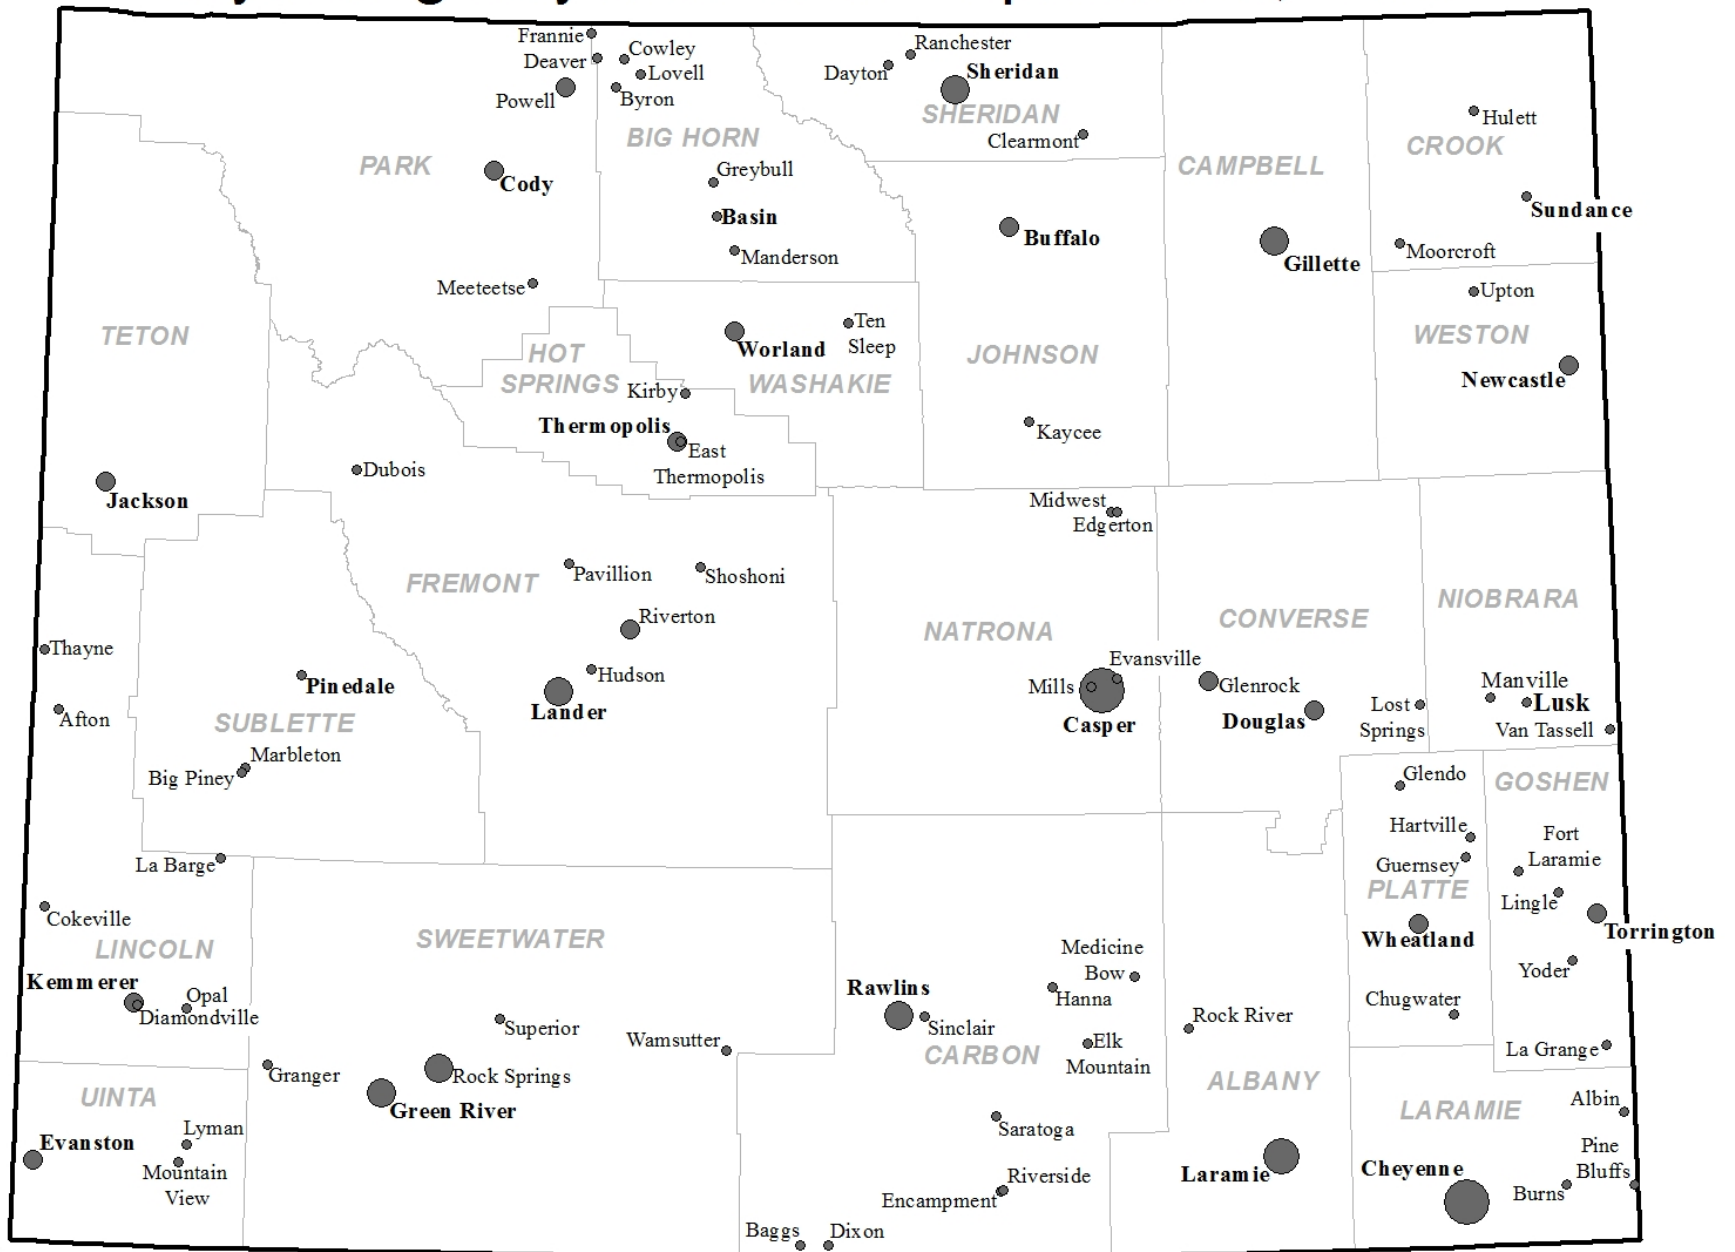 Frannie
Deaver
Cowley
Lovell
Powell
Byron
Ranchester
Dayton
Sheridan
SHERIDAN
Clearmont
Hulett
CROOK
BIG HORN
PARK
Cody
Greybull
Basin
Manderson
CAMPBELL
Sundance
Buffalo
Gillette
Moorcroft
Meeteetse
Upton
TETON
WESTON
Worland
Ten
Sleep
HOT
SPRINGS
JOHNSON
Newcastle
Kirby
WASHAKIE
Thermopolis
East
Thermopolis
Kaycee
Dubois
Jackson
Midwest
Edgerton
FREMONT
Pavillion
Shoshoni
Riverton
NATRONA
CONVERSE
NIOBRARA
Thayne
Hudson
Evansville
Mills
Casper
Glenrock
Douglas
Pinedale
Lander
Manville
Lusk
Lost
Springs
Van Tassell
Afton
SUBLETTE
Marbleton
Big Piney
Glendo
GOSHEN
Hartville
Fort
Laramie
Guernsey
La Barge
PLATTE
Lingle
Cokeville
Wheatland
Torrington
LINCOLN
SWEETWATER
Medicine
Bow
Yoder
Kemmerer
Opal
Diamondville
Rawlins
Hanna
Chugwater
Superior
Sinclair
Rock River
Wamsutter
CARBON
Elk
Mountain
La Grange
Granger
Rock Springs
ALBANY
UINTA
Green River
LARAMIE
Albin
Lyman
Evanston
Saratoga
Mountain
View
Laramie
Cheyenne
Pine
Bluffs
Burns
Riverside
Encampment
Baggs
Dixon